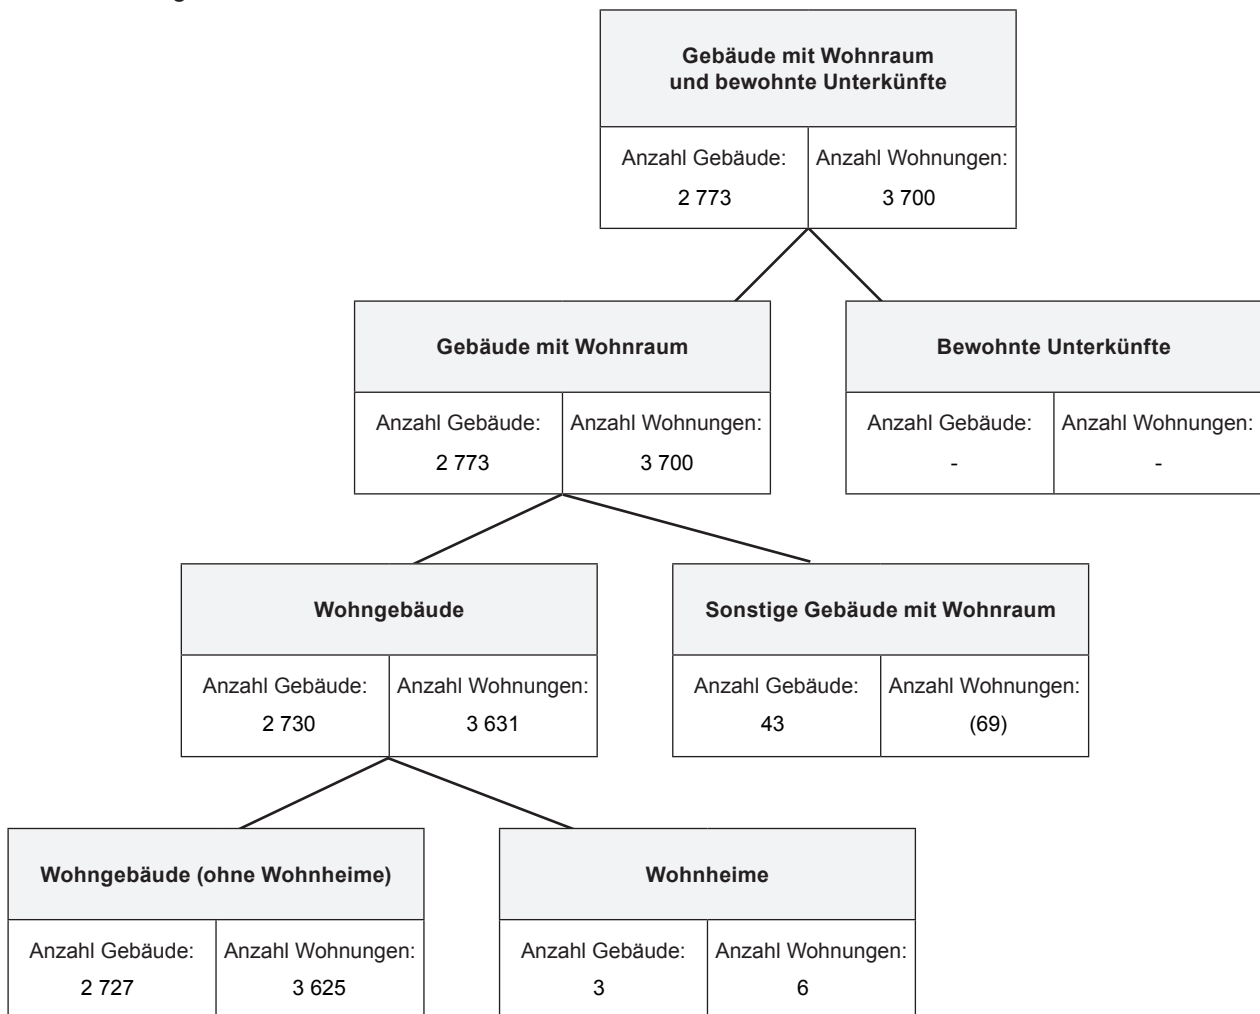 Gebäude mit Wohnraum
und bewohnte Unterkünfte
Anzahl Gebäude: Anzahl Wohnungen:
2 773 3 700
Gebäude mit Wohnraum
Bewohnte Unterkünfte
Anzahl Gebäude: Anzahl Wohnungen:
2 773 3 700
Anzahl Gebäude: Anzahl Wohnungen:
- -
Wohngebäude
Sonstige Gebäude mit Wohnraum
Anzahl Gebäude: Anzahl Wohnungen:
2 730 3 631
Anzahl Gebäude: Anzahl Wohnungen:
43 (69)
Wohngebäude (ohne Wohnheime)
Wohnheime
Anzahl Gebäude: Anzahl Wohnungen:
2 727 3 625
Anzahl Gebäude: Anzahl Wohnungen:
3 6